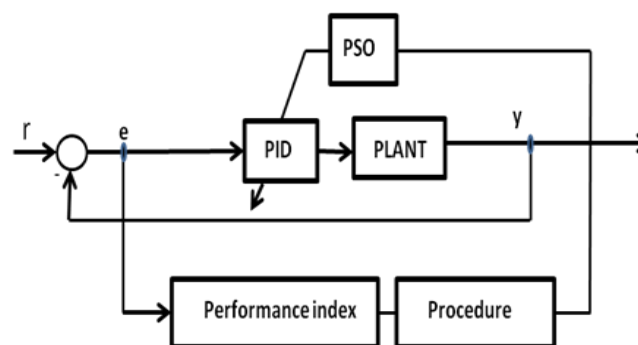 PSO
r
e
y
PID
PLANT
-
Performance index
Procedure